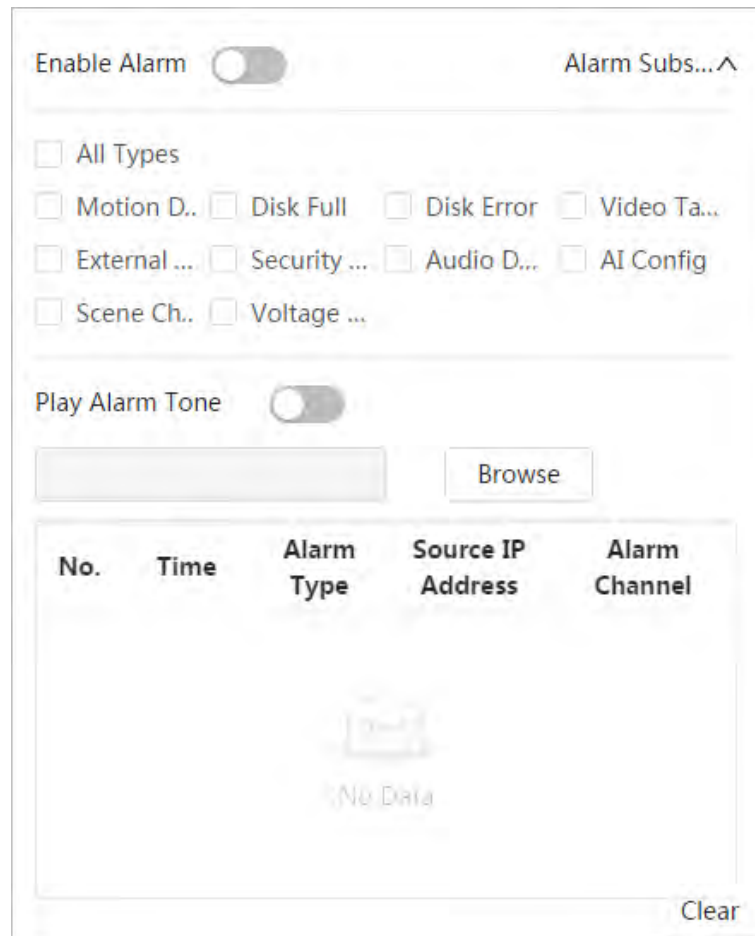 Enable Alarm Alarm Subs...
All Types
Motion D.. Disk Full Disk Error Video Ta...
External ... Security ... Audio D... AI Config
Scene Ch.. Voltage ...
Play Alarm Tone
Browse
No. Time Alarm Type Source IP Address Alarm Channel
No Data
Clear